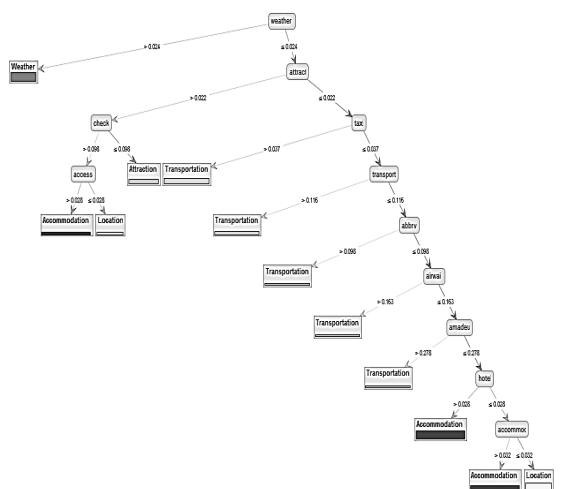 weather
> 0.024
≤ 0.024
Weather
attract
> 0.022
≤ 0.022
check
taxi
> 0.098
≤ 0.098
> 0.037
≤ 0.037
access
Attraction
Transportation
transport
> 0.028
≤ 0.028
> 0.116
≤ 0.116
Accommodation
Location
Transportation
abbrv
> 0.098
≤ 0.098
Transportation
airwai
> 0.163
≤ 0.163
Transportation
amadeu
> 0.278
≤ 0.278
Transportation
hotel
> 0.028
≤ 0.028
Accommodation
accommoc
> 0.032
≤ 0.032
Accommodation
Location